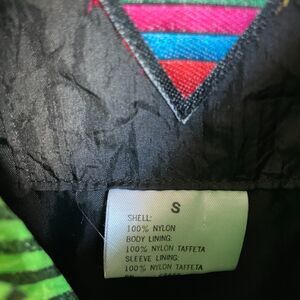 S
SHELL:
100% NYLON
BODY LINING:
100% NYLON TAFFETA
SLEEVE LINING:
100% NYLON TAFFETA